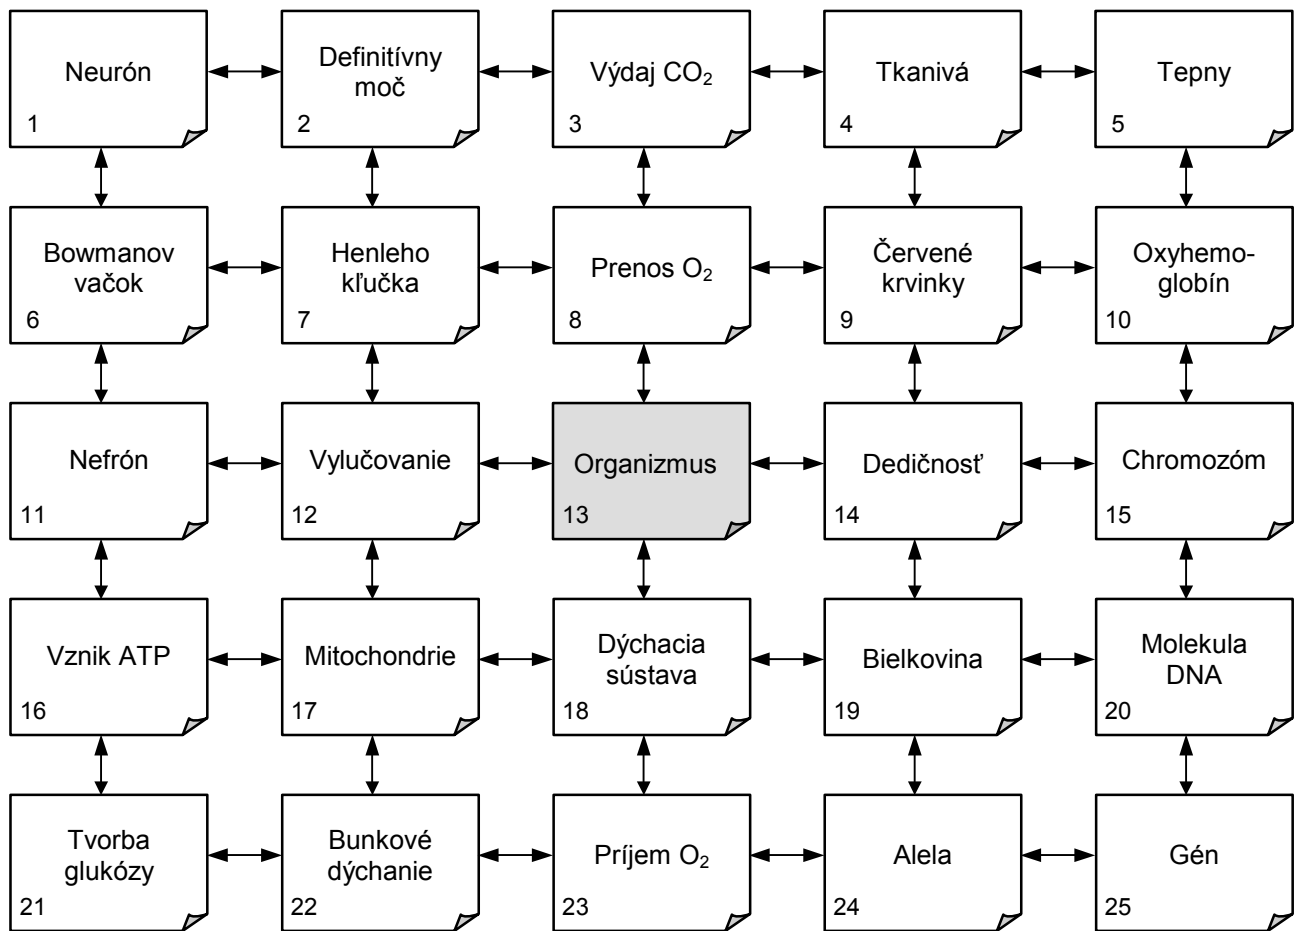 Neurón
1
Definitívny
moč
2
Výdaj CO₂
3
Tkanivá
4
Tepny
5
Bowmanov
vačok
6
Henleho
kľučka
7
Prenos O₂
8
Červené
krvinky
9
Oxyhemo-
globín
10
Nefrón
11
Vylučovanie
12
Organizmus
13
Dedičnosť
14
Chromozóm
15
Vznik ATP
16
Mitochondrie
17
Dýchacia
sústava
18
Bielkovina
19
Molekula
DNA
20
Tvorba
glukózy
21
Bunkové
dýchanie
22
Príjem O₂
23
Alela
24
Gén
25